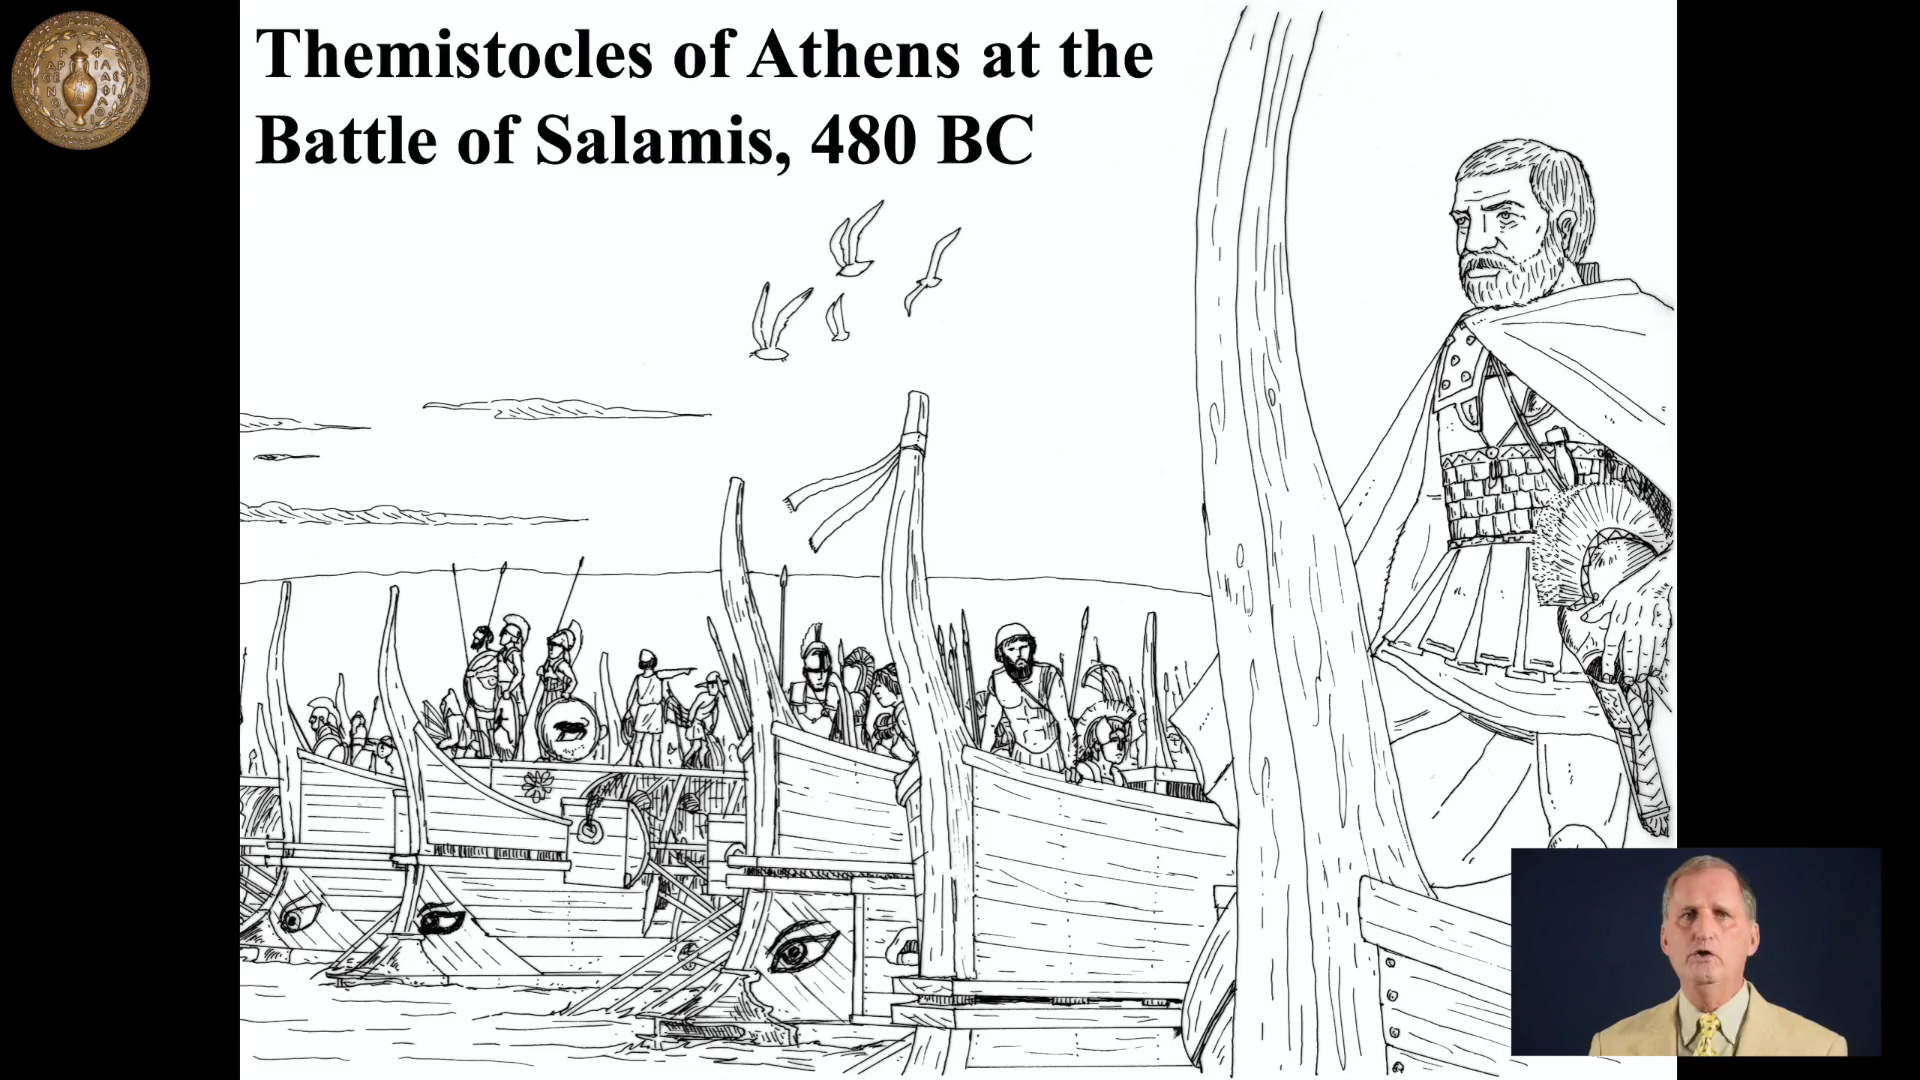 Themistocles of Athens at the
Battle of Salamis, 480 BC